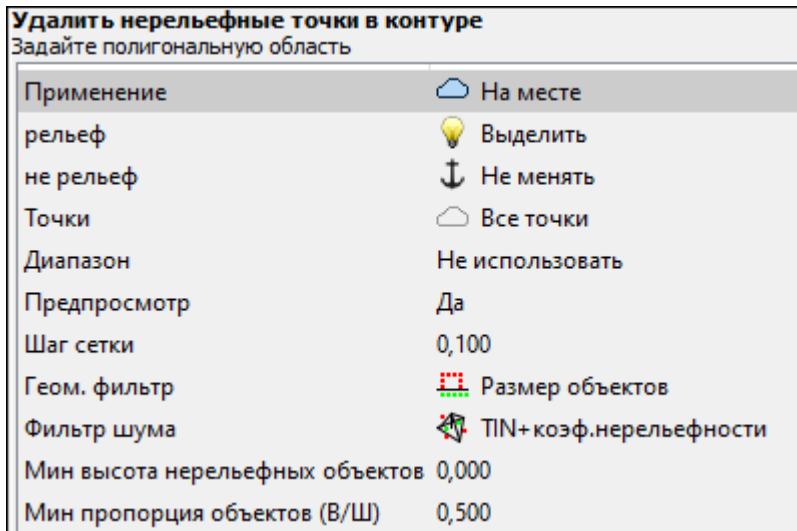 Удалить нерельефные точки в контуре
Задайте полигональную область
Применение На месте
рельеф Выделить
не рельеф Не менять
Точки Все точки
Диапазон Не использовать
Предпросмотр Да
Шаг сетки 0,100
Геом. фильтр Размер объектов
Фильтр шума TIN+коэф.нерельефности
Мин высота нерельефных объектов 0,000
Мин пропорция объектов (В/Ш) 0,500